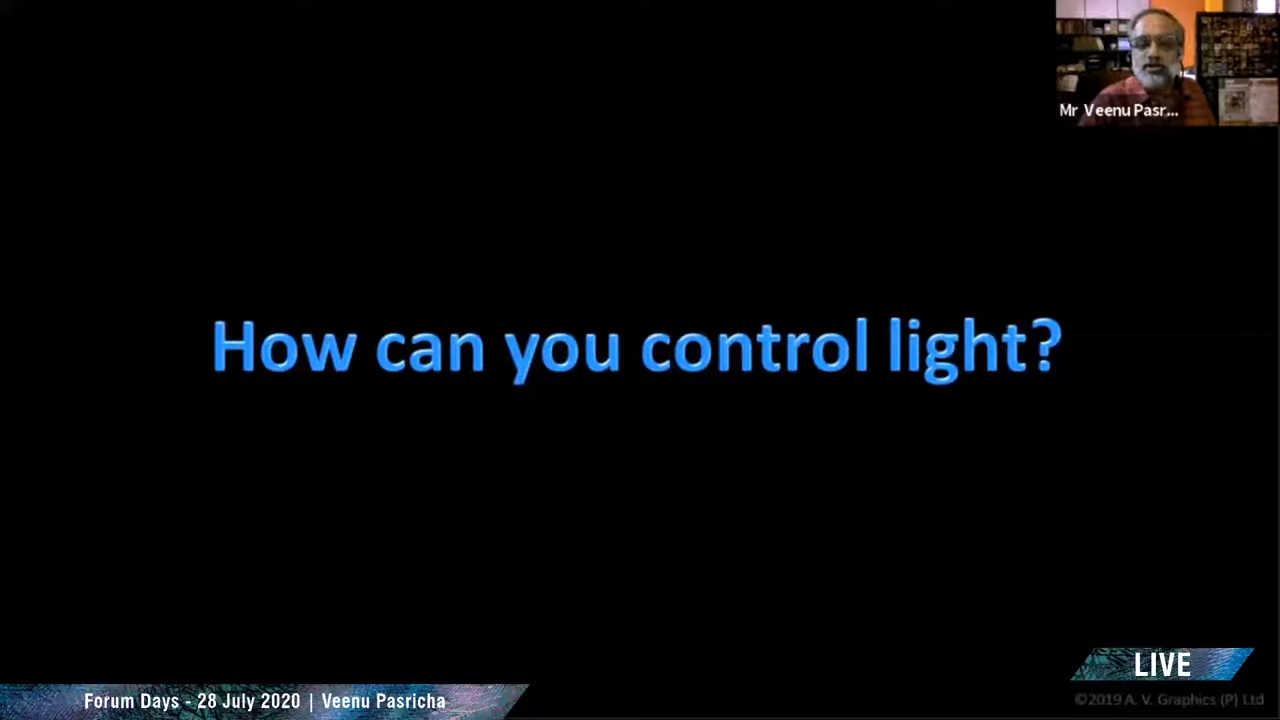 Mr Veenu Pasr...
How can you control light?
LIVE
Forum Days - 28 July 2020 | Veenu Pasricha
©2019 A. V. Graphics (P) Ltd